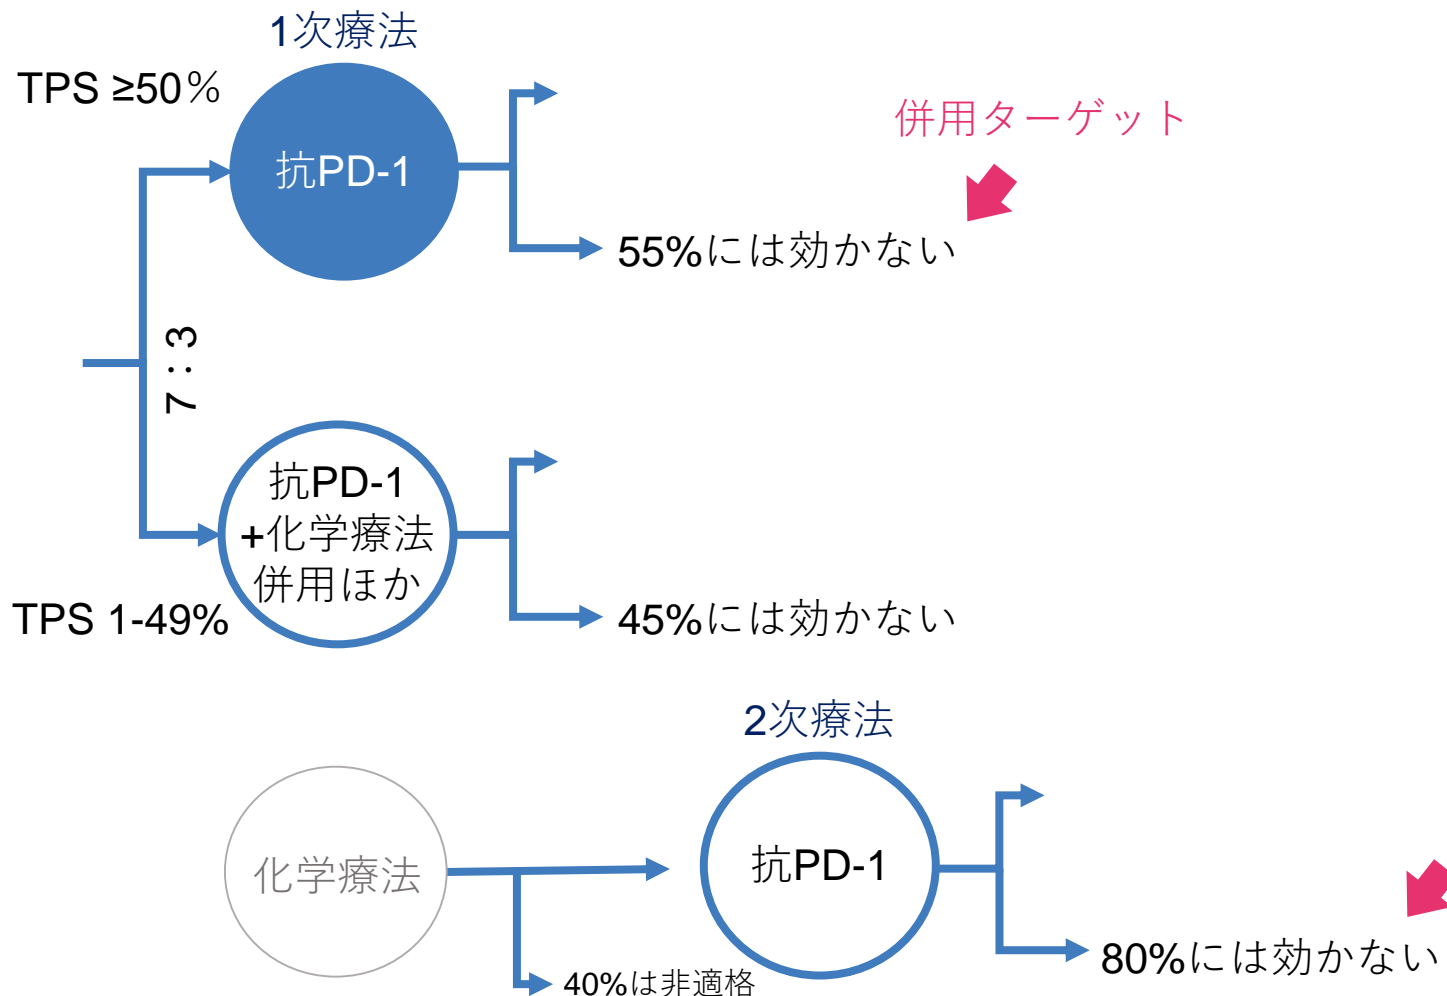 1次療法
TPS ≥50％
抗PD-1
併用ターゲット
55%には効かない
7：3
抗PD-1
+化学療法
併用ほか
TPS 1-49%
45%には効かない
2次療法
化学療法
抗PD-1
80%には効かない
40%は非適格